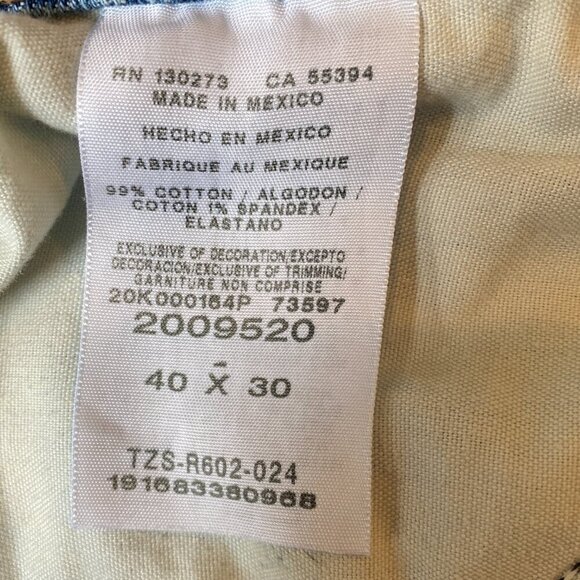 RN 130273 CA 55394
MADE IN MEXICO
HECHO EN MEXICO
FABRIQUE AU MEXIQUE
99% COTTON / ALGODON /
COTON 1% SPANDEX /
ELASTANO
EXCLUSIVE OF DECORATION/EXCEPTO
DECORACION/EXCLUSIVE OF TRIMMING/
GARNITURE NON COMPRISE
20K000164P 73597
2009520
40 X 30
TZS-R602-024
191683380968